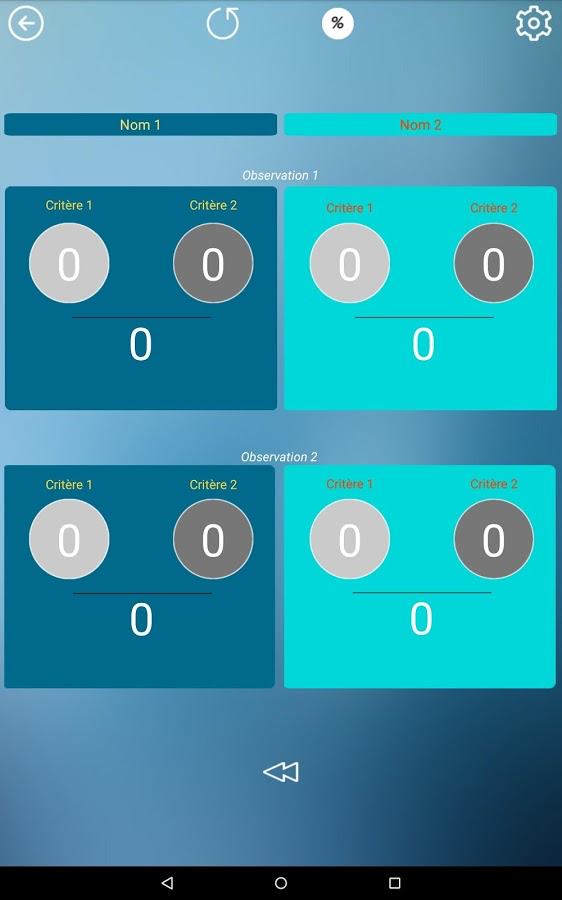 %
Nom 1 Nom 2
Observation 1
Critère 1 Critère 2 Critère 1 Critère 2
0 0 0 0
0 0
Observation 2
Critère 1 Critère 2 Critère 1 Critère 2
0 0 0 0
0 0